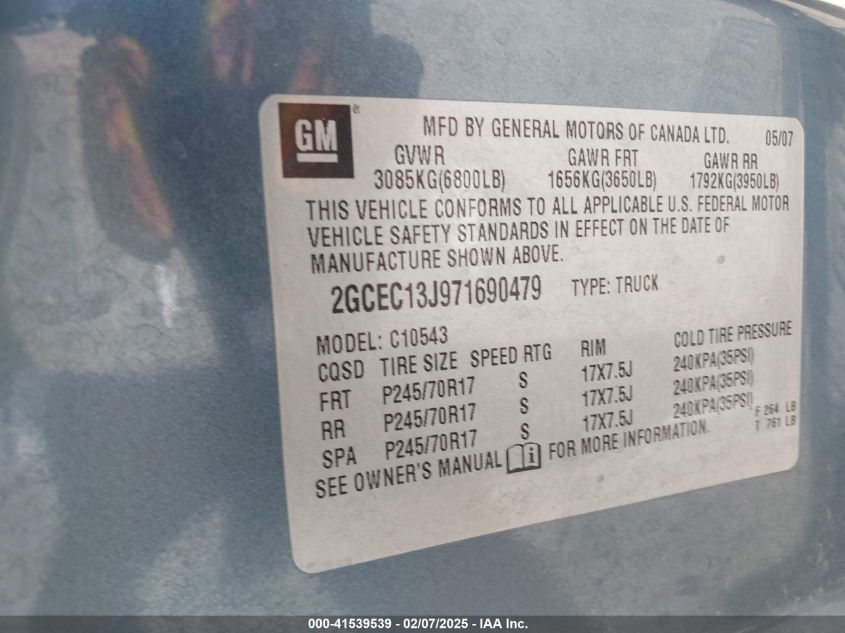 GM®
MFD BY GENERAL MOTORS OF CANADA LTD. 05/07
GVWR GAWR FRT GAWR RR
3085KG(6800LB) 1656KG(3650LB) 1792KG(3950LB)
THIS VEHICLE CONFORMS TO ALL APPLICABLE U.S. FEDERAL MOTOR
VEHICLE SAFETY STANDARDS IN EFFECT ON THE DATE OF
MANUFACTURE SHOWN ABOVE.
2GCEC13J971690479 TYPE: TRUCK
MODEL: C10543
CQSD TIRE SIZE SPEED RTG RIM COLD TIRE PRESSURE
FRT P245/70R17 S 17X7.5J 240KPA(35PSI)
RR P245/70R17 S 17X7.5J 240KPA(35PSI)
SPA P245/70R17 S 17X7.5J 240KPA(35PSI) F 264 LB
T 761 LB
SEE OWNER'S MANUAL FOR MORE INFORMATION.
000-41539539 - 02/07/2025 - IAA Inc.